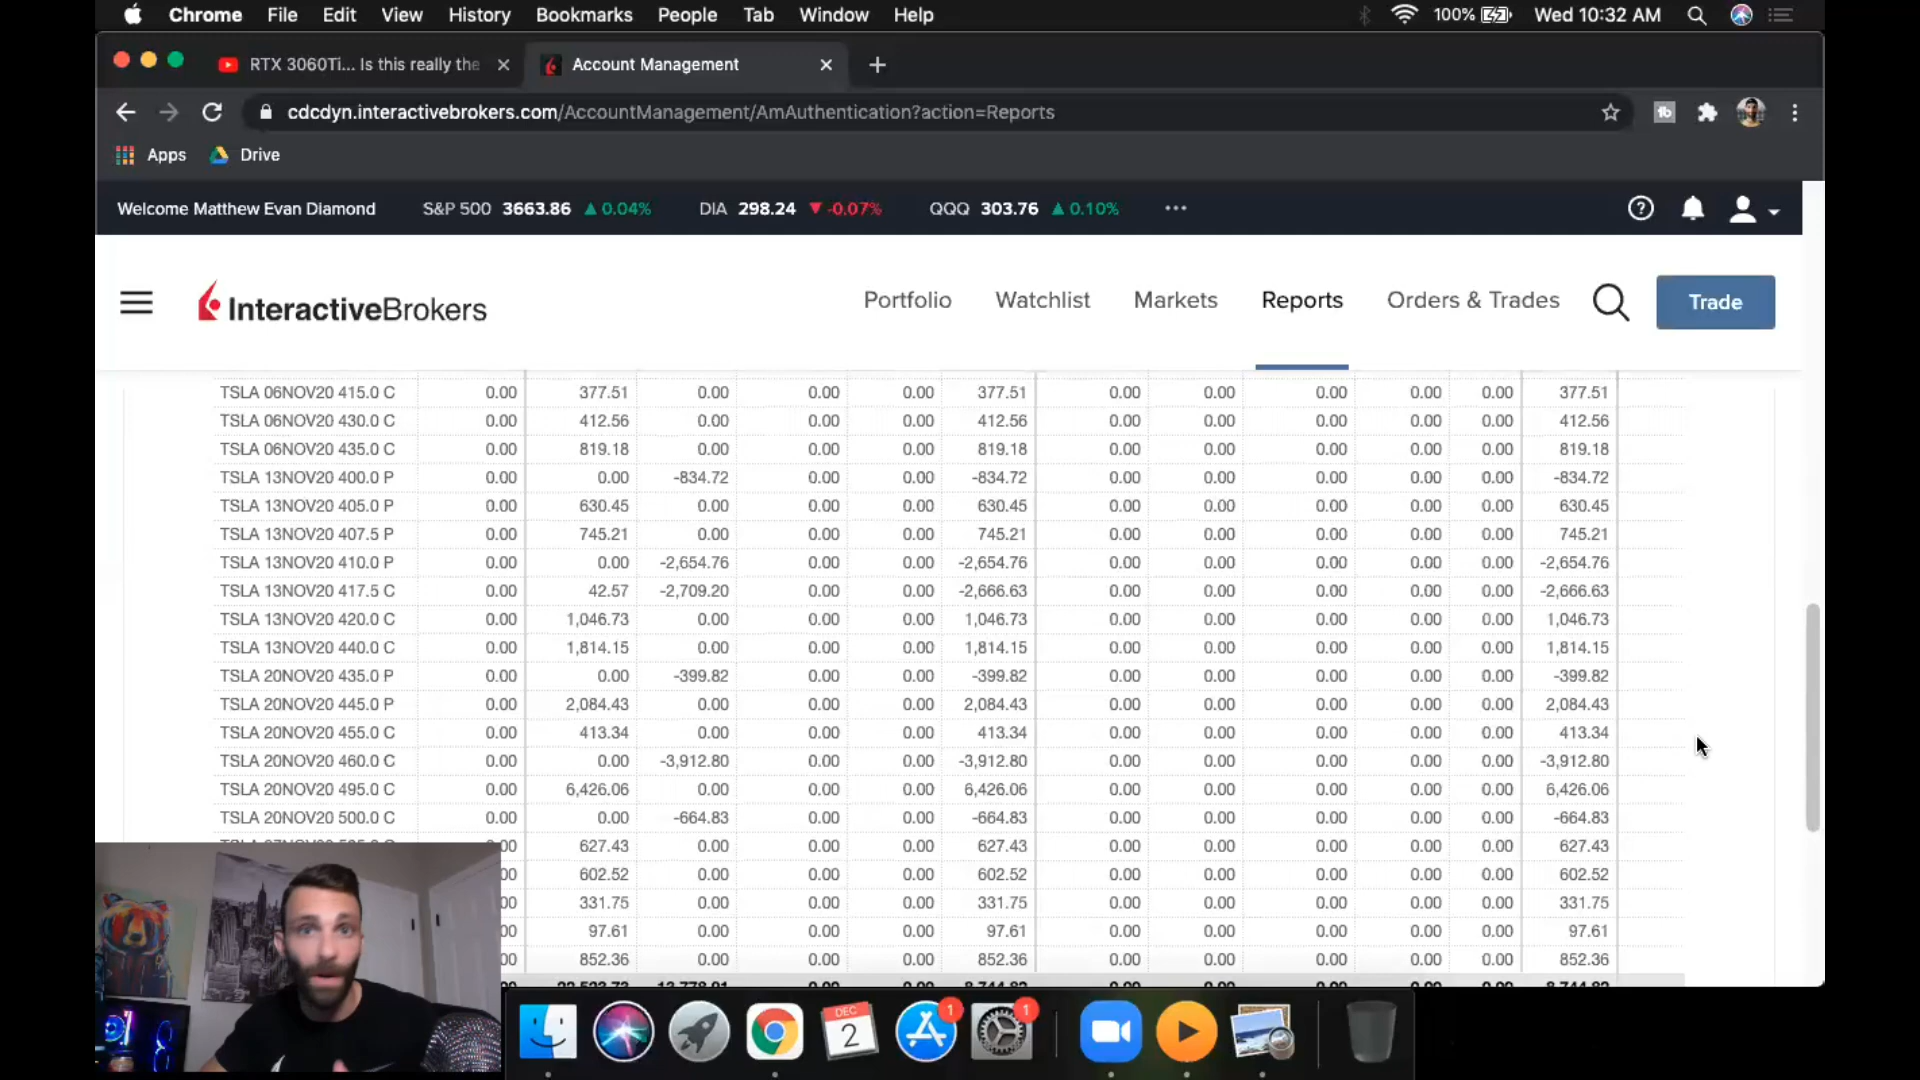 Chrome File Edit View History Bookmarks People Tab Window Help 100% Wed 10:32 AM
RTX 3060Ti... Is this really the Account Management
cdcdyn.interactivebrokers.com/AccountManagement/AmAuthentication?action=Reports
Apps Drive
Welcome Matthew Evan Diamond S&P 500 3663.86 ▲ 0.04% DIA 298.24 ▼ -0.07% QQQ 303.76 ▲ 0.10% •••
InteractiveBrokers Portfolio Watchlist Markets Reports Orders & Trades Trade
TSLA 06NOV20 415.0 C 0.00 377.51 0.00 0.00 0.00 377.51 0.00 0.00 0.00 0.00 0.00 377.51
TSLA 06NOV20 430.0 C 0.00 412.56 0.00 0.00 0.00 412.56 0.00 0.00 0.00 0.00 0.00 412.56
TSLA 06NOV20 435.0 C 0.00 819.18 0.00 0.00 0.00 819.18 0.00 0.00 0.00 0.00 0.00 819.18
TSLA 13NOV20 400.0 P 0.00 0.00 -834.72 0.00 0.00 -834.72 0.00 0.00 0.00 0.00 0.00 -834.72
TSLA 13NOV20 405.0 P 0.00 630.45 0.00 0.00 0.00 630.45 0.00 0.00 0.00 0.00 0.00 630.45
TSLA 13NOV20 407.5 P 0.00 745.21 0.00 0.00 0.00 745.21 0.00 0.00 0.00 0.00 0.00 745.21
TSLA 13NOV20 410.0 P 0.00 0.00 -2,654.76 0.00 0.00 -2,654.76 0.00 0.00 0.00 0.00 0.00 -2,654.76
TSLA 13NOV20 417.5 C 0.00 42.57 -2,709.20 0.00 0.00 -2,666.63 0.00 0.00 0.00 0.00 0.00 -2,666.63
TSLA 13NOV20 420.0 C 0.00 1,046.73 0.00 0.00 0.00 1,046.73 0.00 0.00 0.00 0.00 0.00 1,046.73
TSLA 13NOV20 440.0 C 0.00 1,814.15 0.00 0.00 0.00 1,814.15 0.00 0.00 0.00 0.00 0.00 1,814.15
TSLA 20NOV20 435.0 P 0.00 0.00 -399.82 0.00 0.00 -399.82 0.00 0.00 0.00 0.00 0.00 -399.82
TSLA 20NOV20 445.0 P 0.00 2,084.43 0.00 0.00 0.00 2,084.43 0.00 0.00 0.00 0.00 0.00 2,084.43
TSLA 20NOV20 455.0 C 0.00 413.34 0.00 0.00 0.00 413.34 0.00 0.00 0.00 0.00 0.00 413.34
TSLA 20NOV20 460.0 C 0.00 0.00 -3,912.80 0.00 0.00 -3,912.80 0.00 0.00 0.00 0.00 0.00 -3,912.80
TSLA 20NOV20 495.0 C 0.00 6,426.06 0.00 0.00 0.00 6,426.06 0.00 0.00 0.00 0.00 0.00 6,426.06
TSLA 20NOV20 500.0 C 0.00 0.00 -664.83 0.00 0.00 -664.83 0.00 0.00 0.00 0.00 0.00 -664.83
00 627.43 0.00 0.00 0.00 627.43 0.00 0.00 0.00 0.00 0.00 627.43
00 602.52 0.00 0.00 0.00 602.52 0.00 0.00 0.00 0.00 0.00 602.52
00 331.75 0.00 0.00 0.00 331.75 0.00 0.00 0.00 0.00 0.00 331.75
00 97.61 0.00 0.00 0.00 97.61 0.00 0.00 0.00 0.00 0.00 97.61
00 852.36 0.00 0.00 0.00 852.36 0.00 0.00 0.00 0.00 0.00 852.36
DEC
2
1
1